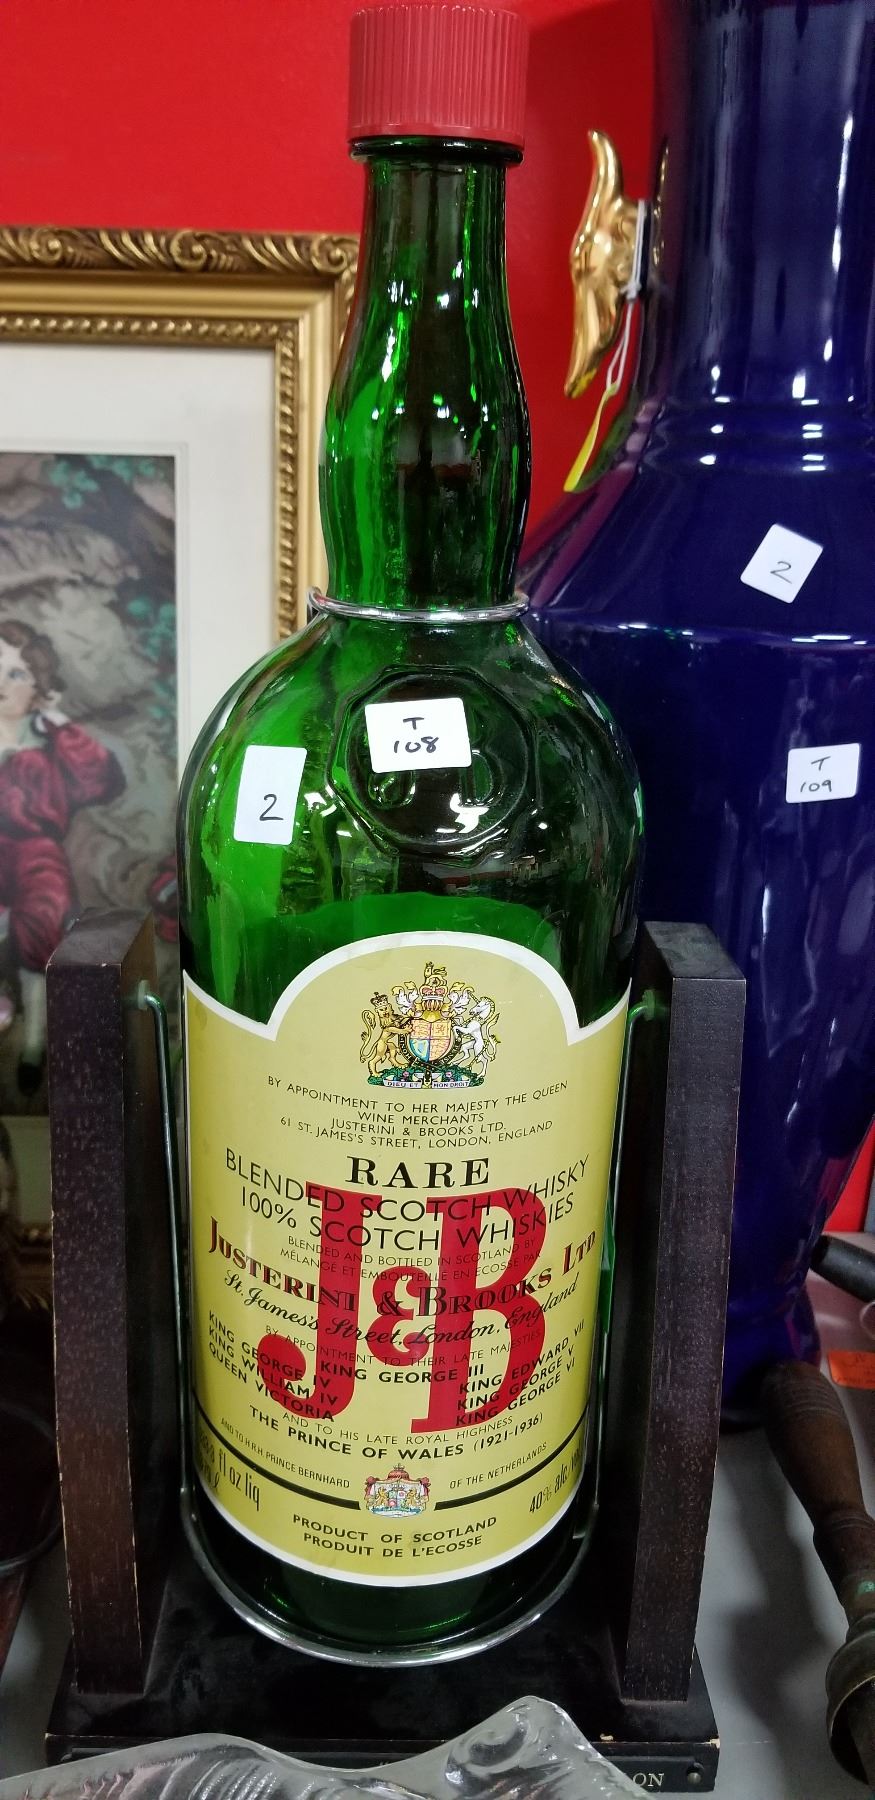 2
T
108
2
T
109
DIEU ET MON DROIT
BY APPOINTMENT TO HER MAJESTY THE QUEEN
WINE MERCHANTS
JUSTERINI & BROOKS LTD.
61 ST. JAMES'S STREET, LONDON, ENGLAND
RARE
BLENDED SCOTCH WHISKY
100% SCOTCH WHISKIES
BLENDED AND BOTTLED IN SCOTLAND BY
MÉLANGÉ ET EMBOUTEILLÉ EN ECOSSE PAR
JUSTERINI & BROOKS LTD
St. James's Street, London, England
J&B
BY APPOINTMENT TO THEIR LATE MAJESTIES
KING GEORGE III
KING GEORGE IV
KING WILLIAM IV
QUEEN VICTORIA
KING EDWARD VII
KING GEORGE V
KING GEORGE VI
AND TO HIS LATE ROYAL HIGHNESS
THE PRINCE OF WALES (1921-1936)
AND TO H.R.H. PRINCE BERNHARD OF THE NETHERLANDS
fl oz liq
40% alc/vol
PRODUCT OF SCOTLAND
PRODUIT DE L'ECOSSE